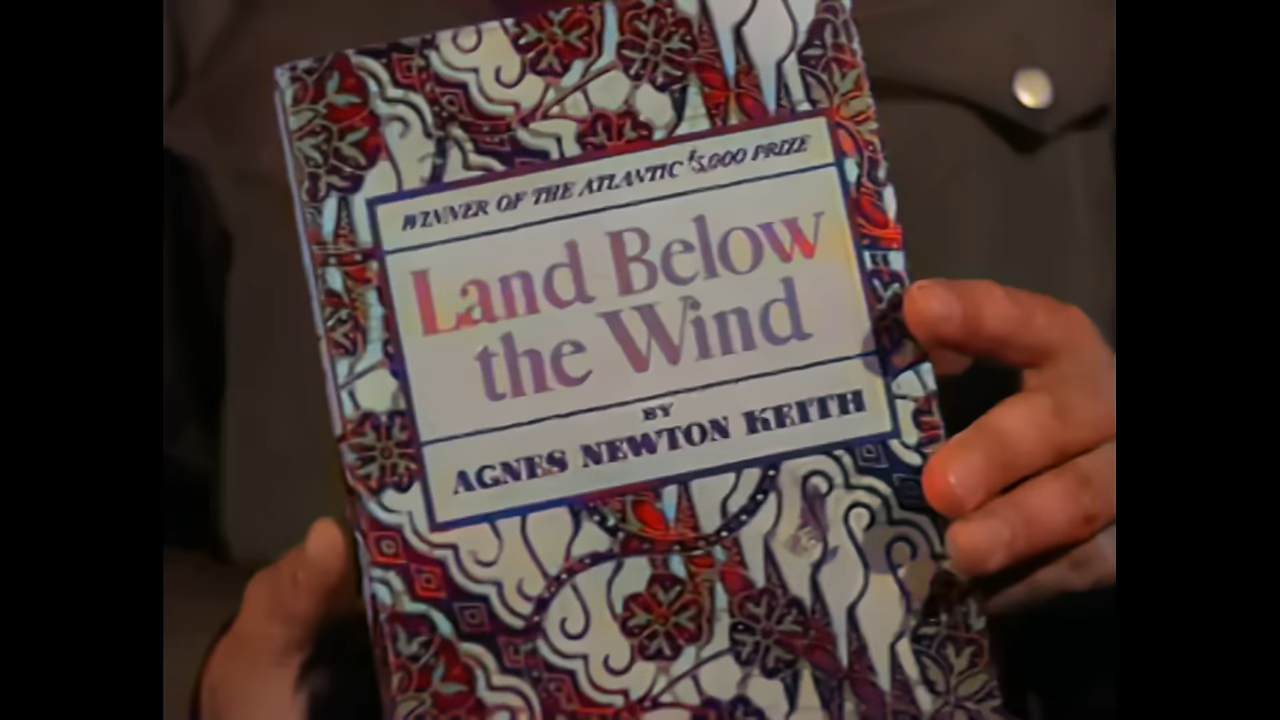 WINNER OF THE ATLANTIC $5,000 PRIZE
Land Below
the Wind
BY
AGNES NEWTON KEITH